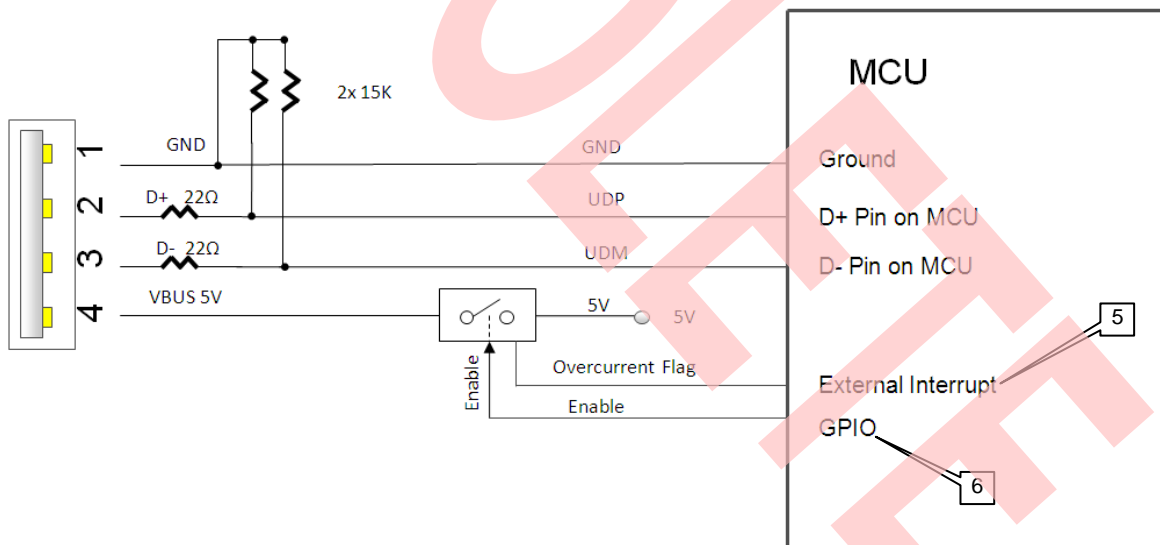 MCU
2x 15K
1
GND
GND
Ground
2
D+ 22Ω
UDP
D+ Pin on MCU
3
D- 22Ω
UDM
D- Pin on MCU
4
VBUS 5V
5V
5V
5
Enable
Overcurrent Flag
External Interrupt
Enable
GPIO
6